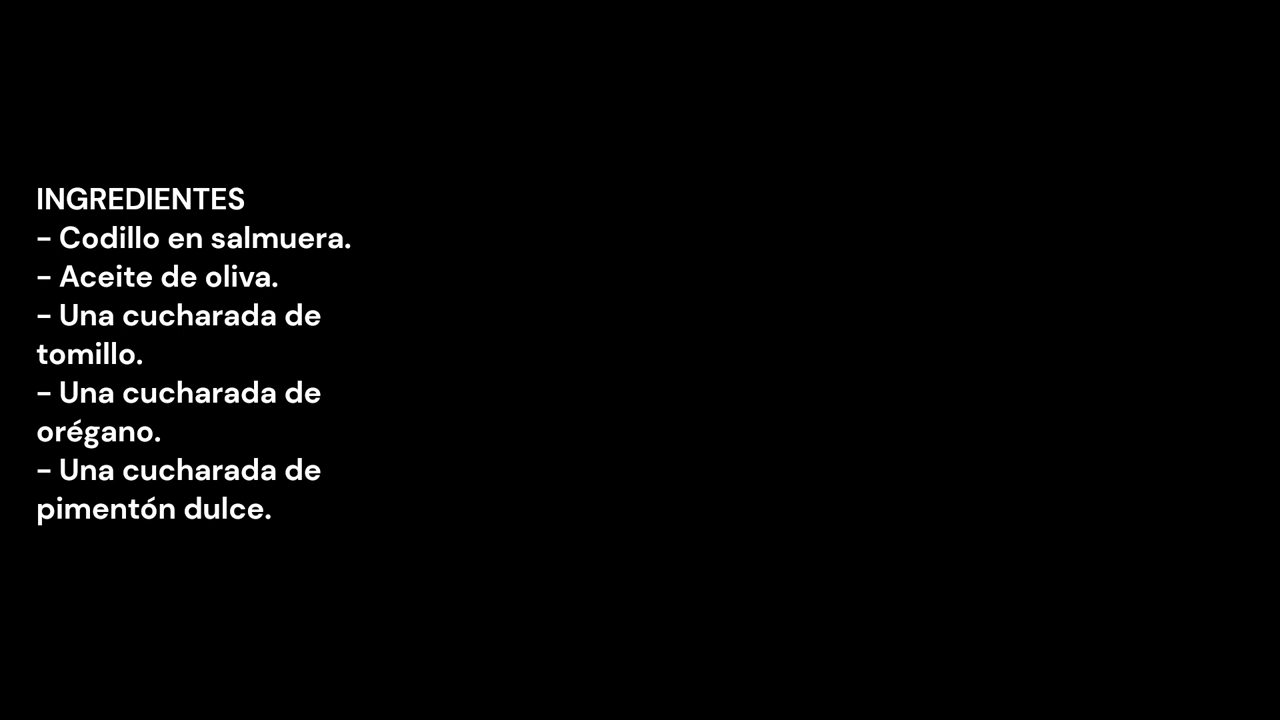 INGREDIENTES
- Codillo en salmuera.
- Aceite de oliva.
- Una cucharada de
tomillo.
- Una cucharada de
orégano.
- Una cucharada de
pimentón dulce.